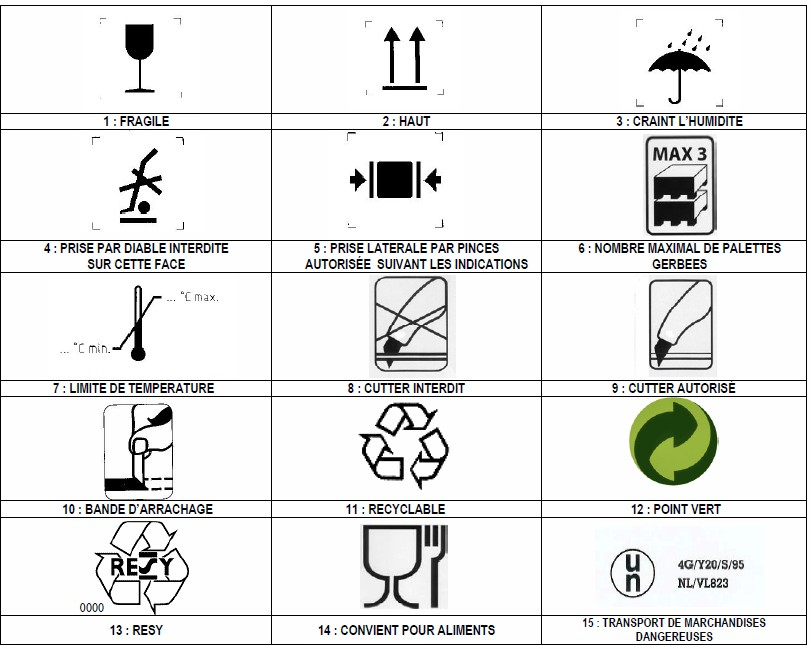 1 : FRAGILE
2 : HAUT
3 : CRAINT L'HUMIDITE
MAX 3
4 : PRISE PAR DIABLE INTERDITE
SUR CETTE FACE
5 : PRISE LATERALE PAR PINCES
AUTORISÉE SUIVANT LES INDICATIONS
6 : NOMBRE MAXIMAL DE PALETTES
GERBEES
... °C max.
... °C min.
7 : LIMITE DE TEMPERATURE
8 : CUTTER INTERDIT
9 : CUTTER AUTORISÉ
10 : BANDE D'ARRACHAGE
11 : RECYCLABLE
12 : POINT VERT
RESY
0000
un
4G/Y20/S/95
NL/VL823
13 : RESY
14 : CONVIENT POUR ALIMENTS
15 : TRANSPORT DE MARCHANDISES
DANGEREUSES